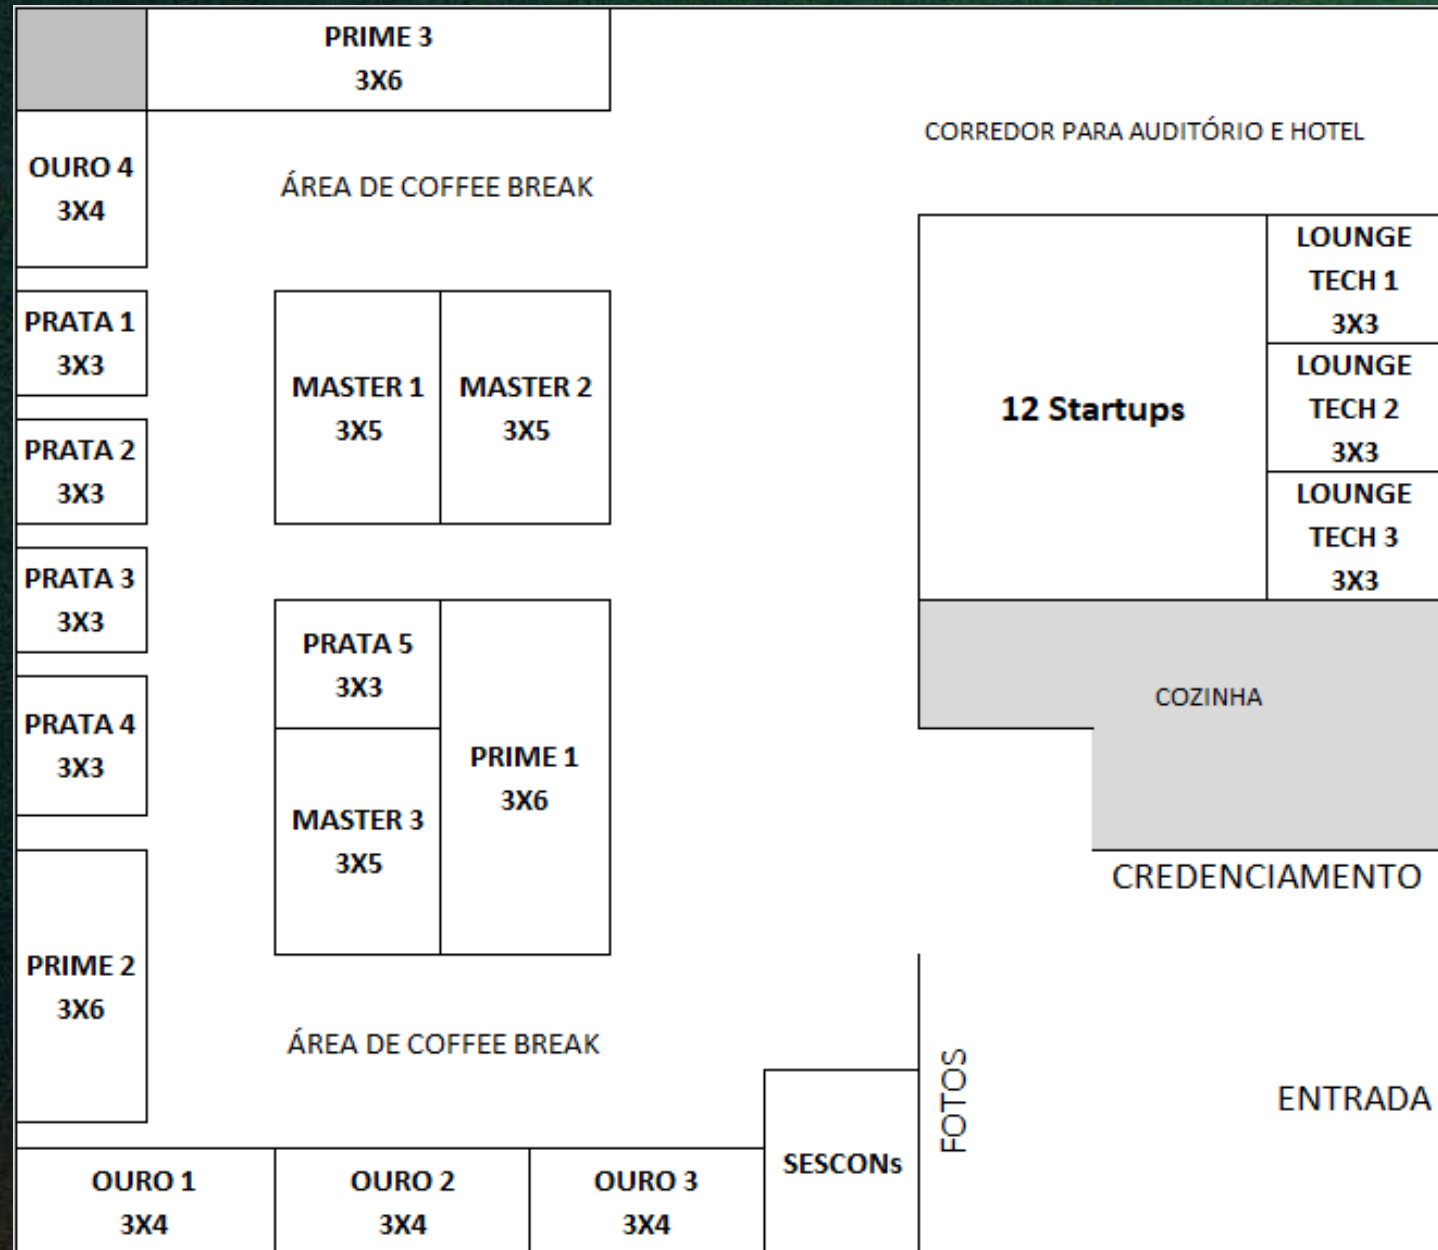 PRIME 3
3X6
CORREDOR PARA AUDITÓRIO E HOTEL
OURO 4
3X4
ÁREA DE COFFEE BREAK
PRATA 1
3X3
PRATA 2
3X3
PRATA 3
3X3
PRATA 4
3X3
PRIME 2
3X6
MASTER 1
3X5
MASTER 2
3X5
PRATA 5
3X3
MASTER 3
3X5
PRIME 1
3X6
12 Startups
LOUNGE
TECH 1
3X3
LOUNGE
TECH 2
3X3
LOUNGE
TECH 3
3X3
COZINHA
CREDENCIAMENTO
ÁREA DE COFFEE BREAK
FOTOS
ENTRADA
OURO 1
3X4
OURO 2
3X4
OURO 3
3X4
SESCONs